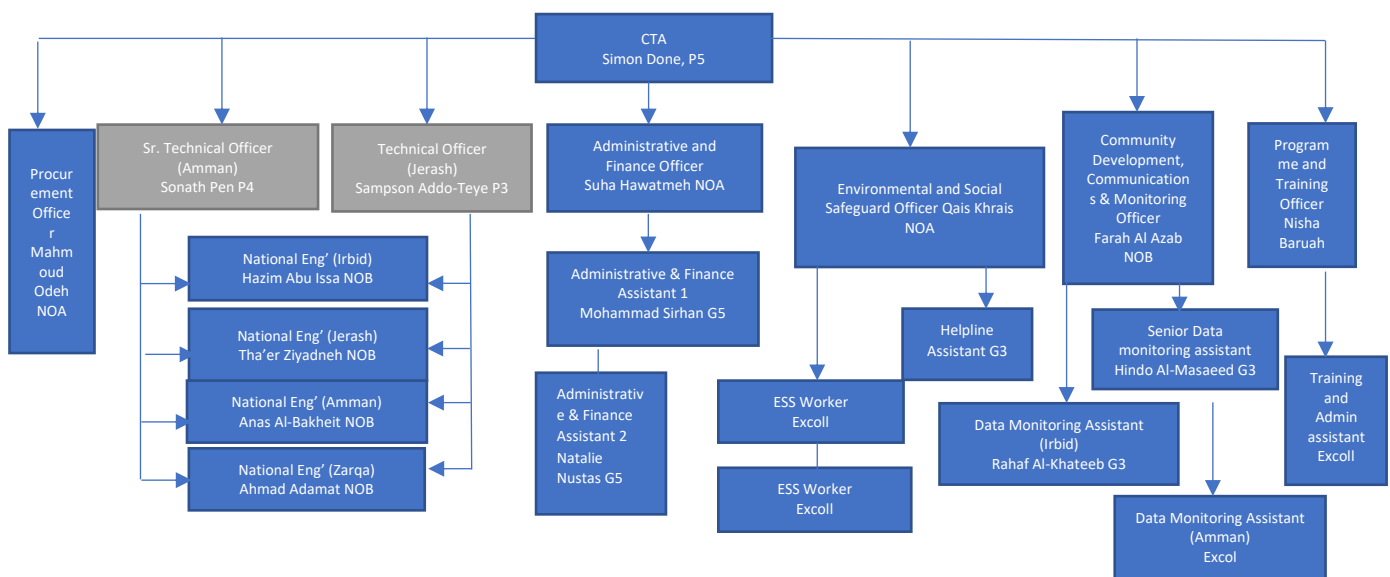 CTA
Simon Done, P5
Procur
ement
Office
r
Mahm
oud
Odeh
NOA
Sr. Technical Officer
(Amman)
Sonath Pen P4
Technical Officer
(Jerash)
Sampson Addo-Teye P3
Administrative and
Finance Officer
Suha Hawatmeh NOA
Environmental and Social
Safeguard Officer Qais Khrais
NOA
Community
Development,
Communication
s & Monitoring
Officer
Farah Al Azab
NOB
Program
me and
Training
Officer
Nisha
Baruah
National Eng’ (Irbid)
Hazim Abu Issa NOB
National Eng’ (Jerash)
Tha’er Ziyadneh NOB
National Eng’ (Amman)
Anas Al-Bakheit NOB
National Eng’ (Zarqa)
Ahmad Adamat NOB
Administrative & Finance
Assistant 1
Mohammad Sirhan G5
Administrativ
e & Finance
Assistant 2
Natalie
Nustas G5
Helpline
Assistant G3
ESS Worker
Excoll
ESS Worker
Excoll
Senior Data
monitoring assistant
Hindo Al-Masaeed G3
Data Monitoring Assistant
(Irbid)
Rahaf Al-Khateeb G3
Data Monitoring Assistant
(Amman)
Excol
Training
and
Admin
assistant
Excoll